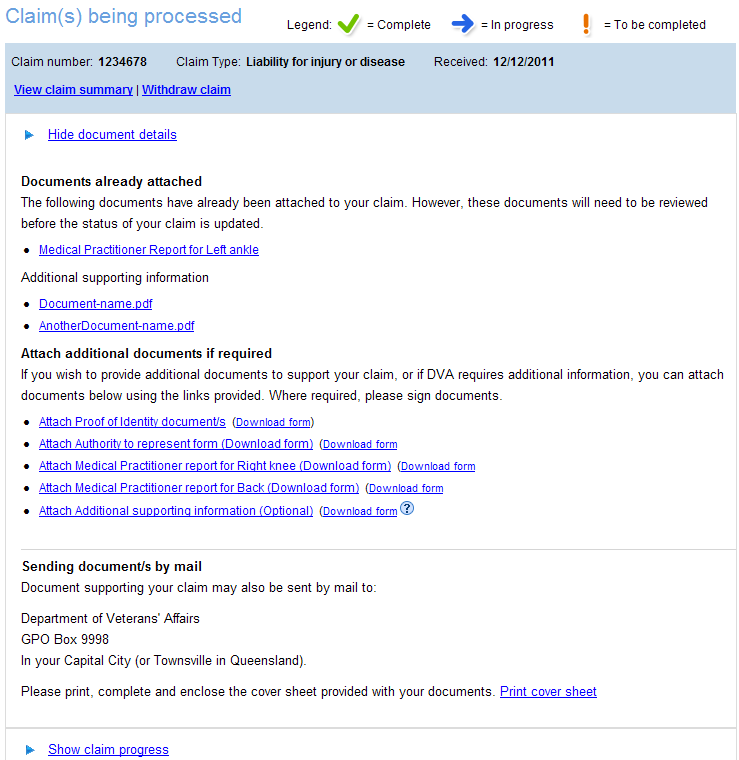 Claim(s) being processed
Legend: = Complete = In progress = To be completed
Claim number: 1234678 Claim Type: Liability for injury or disease Received: 12/12/2011
View claim summary | Withdraw claim
Hide document details
Documents already attached
The following documents have already been attached to your claim. However, these documents will need to be reviewed
before the status of your claim is updated.
Medical Practitioner Report for Left ankle
Additional supporting information
Document-name.pdf
AnotherDocument-name.pdf
Attach additional documents if required
If you wish to provide additional documents to support your claim, or if DVA requires additional information, you can attach
documents below using the links provided. Where required, please sign documents.
Attach Proof of Identity document/s (Download form)
Attach Authority to represent form (Download form) (Download form
Attach Medical Practitioner report for Right knee (Download form) (Download form
Attach Medical Practitioner report for Back (Download form) (Download form
Attach Additional supporting information (Optional) (Download form ?
Sending document/s by mail
Document supporting your claim may also be sent by mail to:
Department of Veterans' Affairs
GPO Box 9998
In your Capital City (or Townsville in Queensland).
Please print, complete and enclose the cover sheet provided with your documents. Print cover sheet
Show claim progress